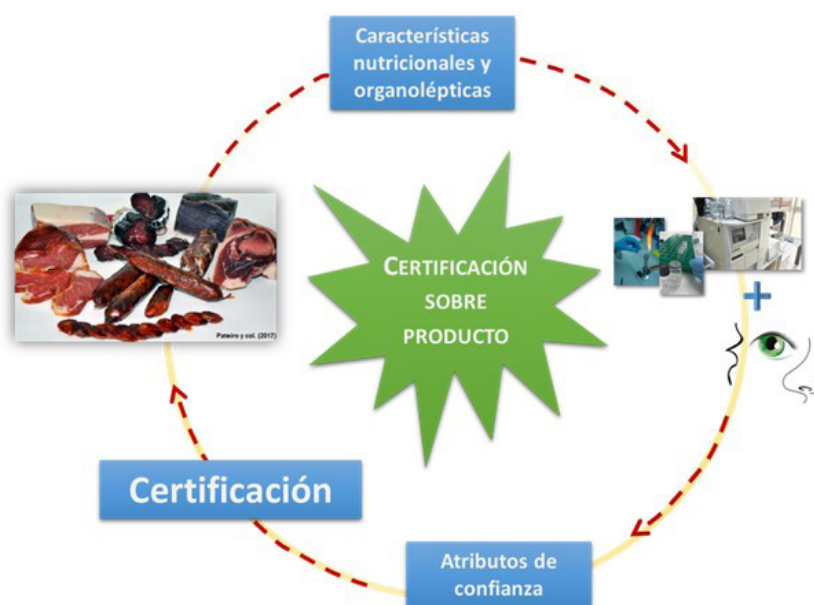 Características
nutricionales y
organolépticas
CERTIFICACIÓN
SOBRE
PRODUCTO
Pateiro y col. (2017)
Certificación
Atributos de
confianza